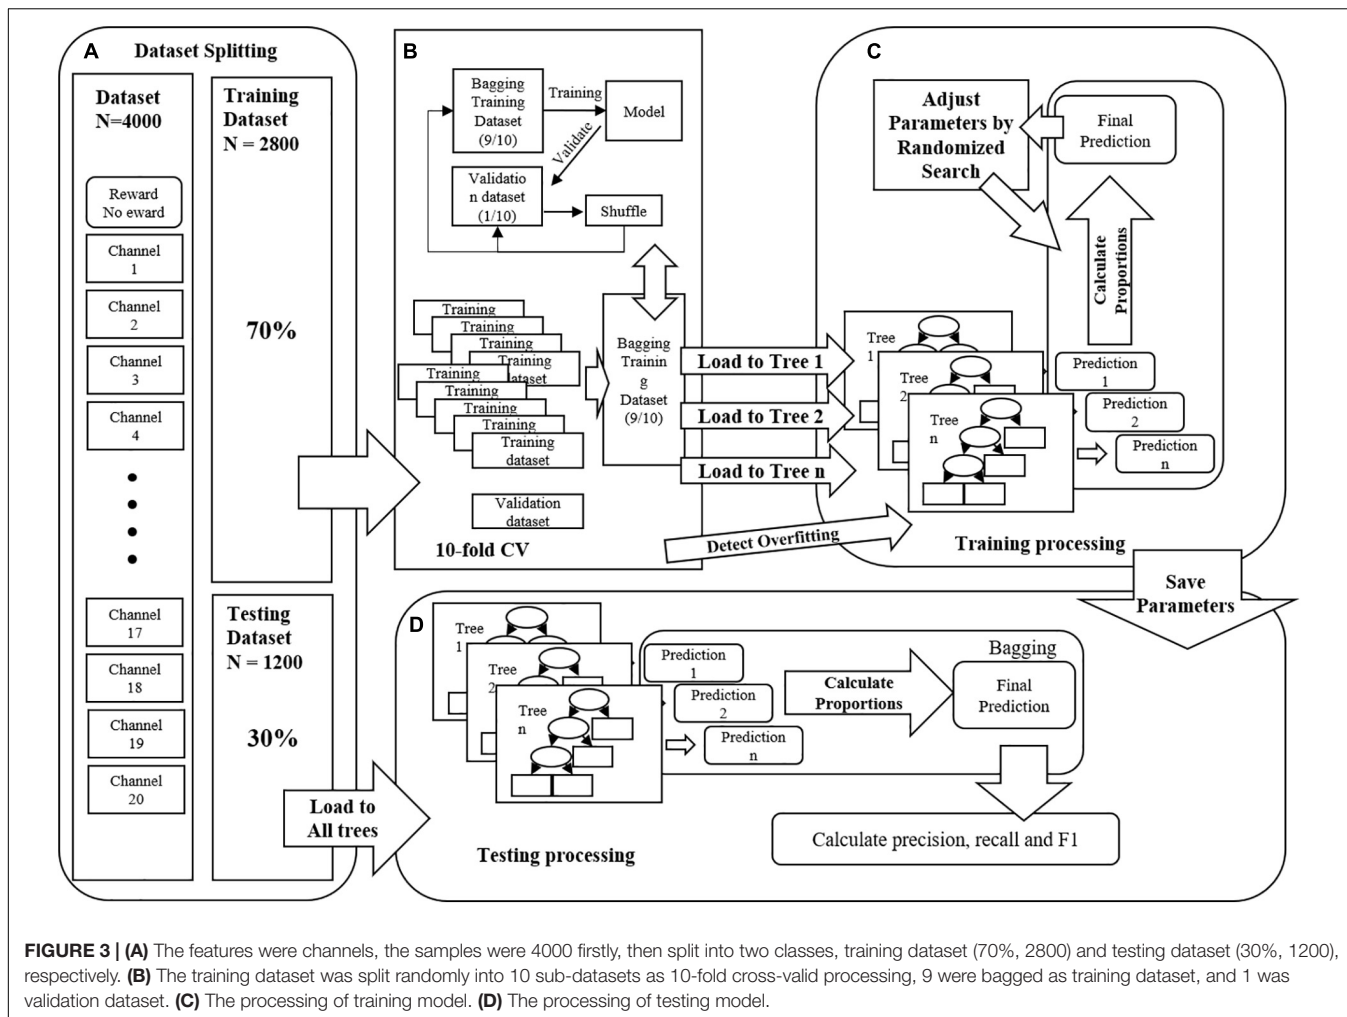 A
Dataset Splitting
Dataset
N=4000
Reward
No eward
Channel
1
Channel
2
Channel
3
Channel
4
Channel
17
Channel
18
Channel
19
Channel
20
Training
Dataset
N = 2800
70%
Testing
Dataset
N = 1200
30%
Load to
All trees
B
Bagging
Training
Dataset
(9/10)
Training
Model
Validate
Validatio
n dataset
(1/10)
Shuffle
Training
Training
Training
Training
dataset
Training
Training
Training
Training
Training
dataset
Validation
dataset
Bagging
Trainin
g
Dataset
(9/10)
10-fold CV
Load to Tree 1
Load to Tree 2
Load to Tree n
Detect Overfitting
C
Adjust
Parameters by
Randomized
Search
Final
Prediction
Calculate
Proportions
Tree
1
Tree
2
Tree
n
Prediction
1
Prediction
2
Prediction
n
Training processing
Save
Parameters
D
Tree
1
Tree
2
Tree
n
Prediction
1
Prediction
2
Prediction
n
Calculate
Proportions
Bagging
Final
Prediction
Calculate precision, recall and F1
Testing processing
FIGURE 3 | (A) The features were channels, the samples were 4000 firstly, then split into two classes, training dataset (70%, 2800) and testing dataset (30%, 1200),
respectively. (B) The training dataset was split randomly into 10 sub-datasets as 10-fold cross-valid processing, 9 were bagged as training dataset, and 1 was
validation dataset. (C) The processing of training model. (D) The processing of testing model.